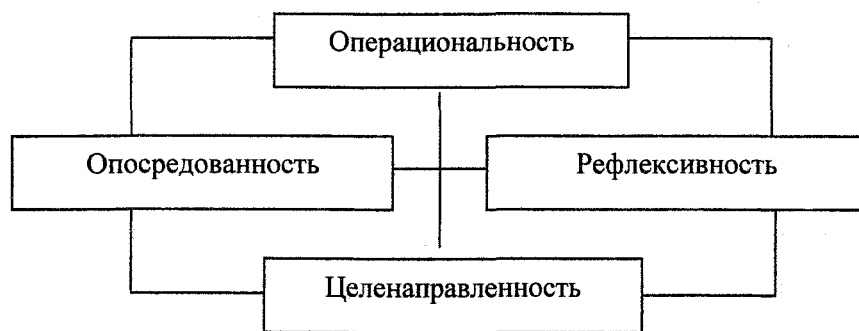 Операциональность
Опосредованность
Рефлексивность
Целенаправленность